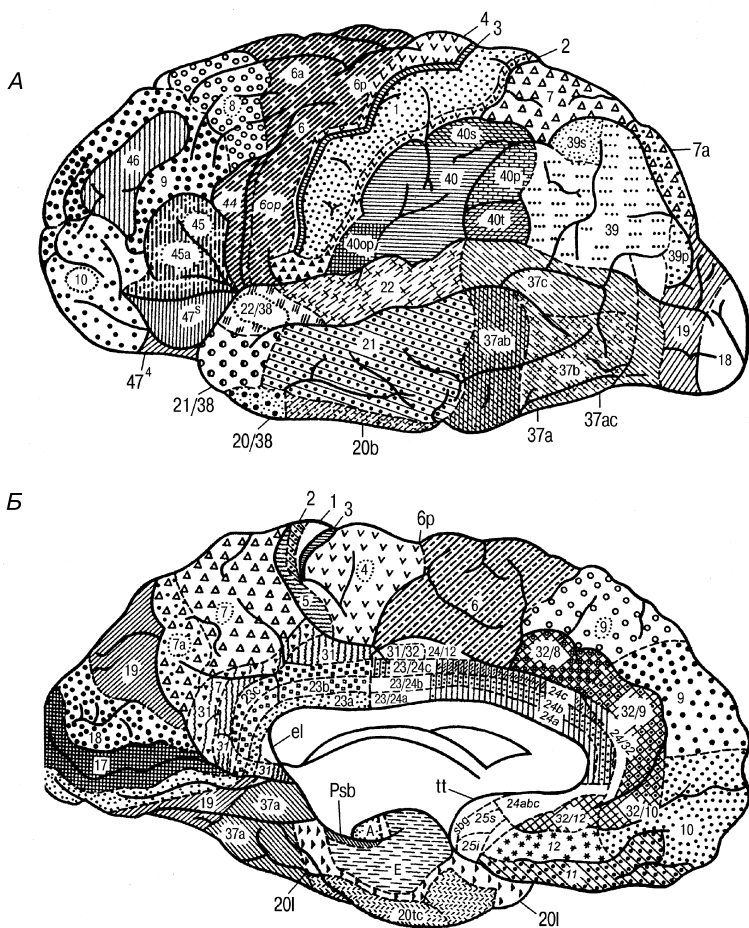 А
4
3
2
6a
6p
8
7
1
6
7a
46
9
40s
39s
40
40p
44
6op
40t
39
45
40op
45a
39p
10
22
37c
22/38
47s
19
21
37ab
18
37b
47⁴
21/38
20/38
20b
37a
37ac
Б
2
1
3
6p
4
5
6
9
7
7a
31
31/32
24/12
32/8
23/24c
19
7
23b
23/24b
24c
9
31
23a
23/24a
24b
32/9
24a
18
el
24/32
17
31
Psb
tt
24abc
19
37a
sbg
25s
32/12
32/10
A
37a
25i
12
10
E
11
20l
20tc
20l